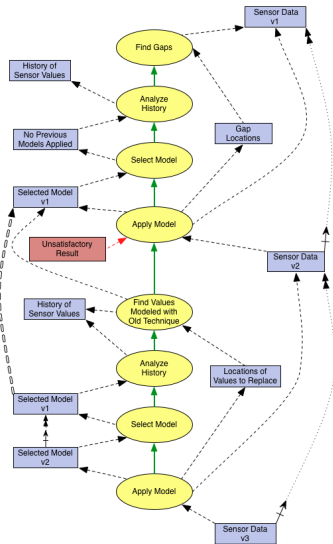 Sensor Data
v1
Find Gaps
History of
Sensor Values
Analyze
History
No Previous
Models Applied
Gap
Locations
Select Model
Selected Model
v1
Apply Model
Unsatisfactory
Result
Sensor Data
v2
History of
Sensor Values
Find Values
Modeled with
Old Technique
Analyze
History
Locations of
Values to Replace
Selected Model
v1
Select Model
Selected Model
v2
Apply Model
Sensor Data
v3